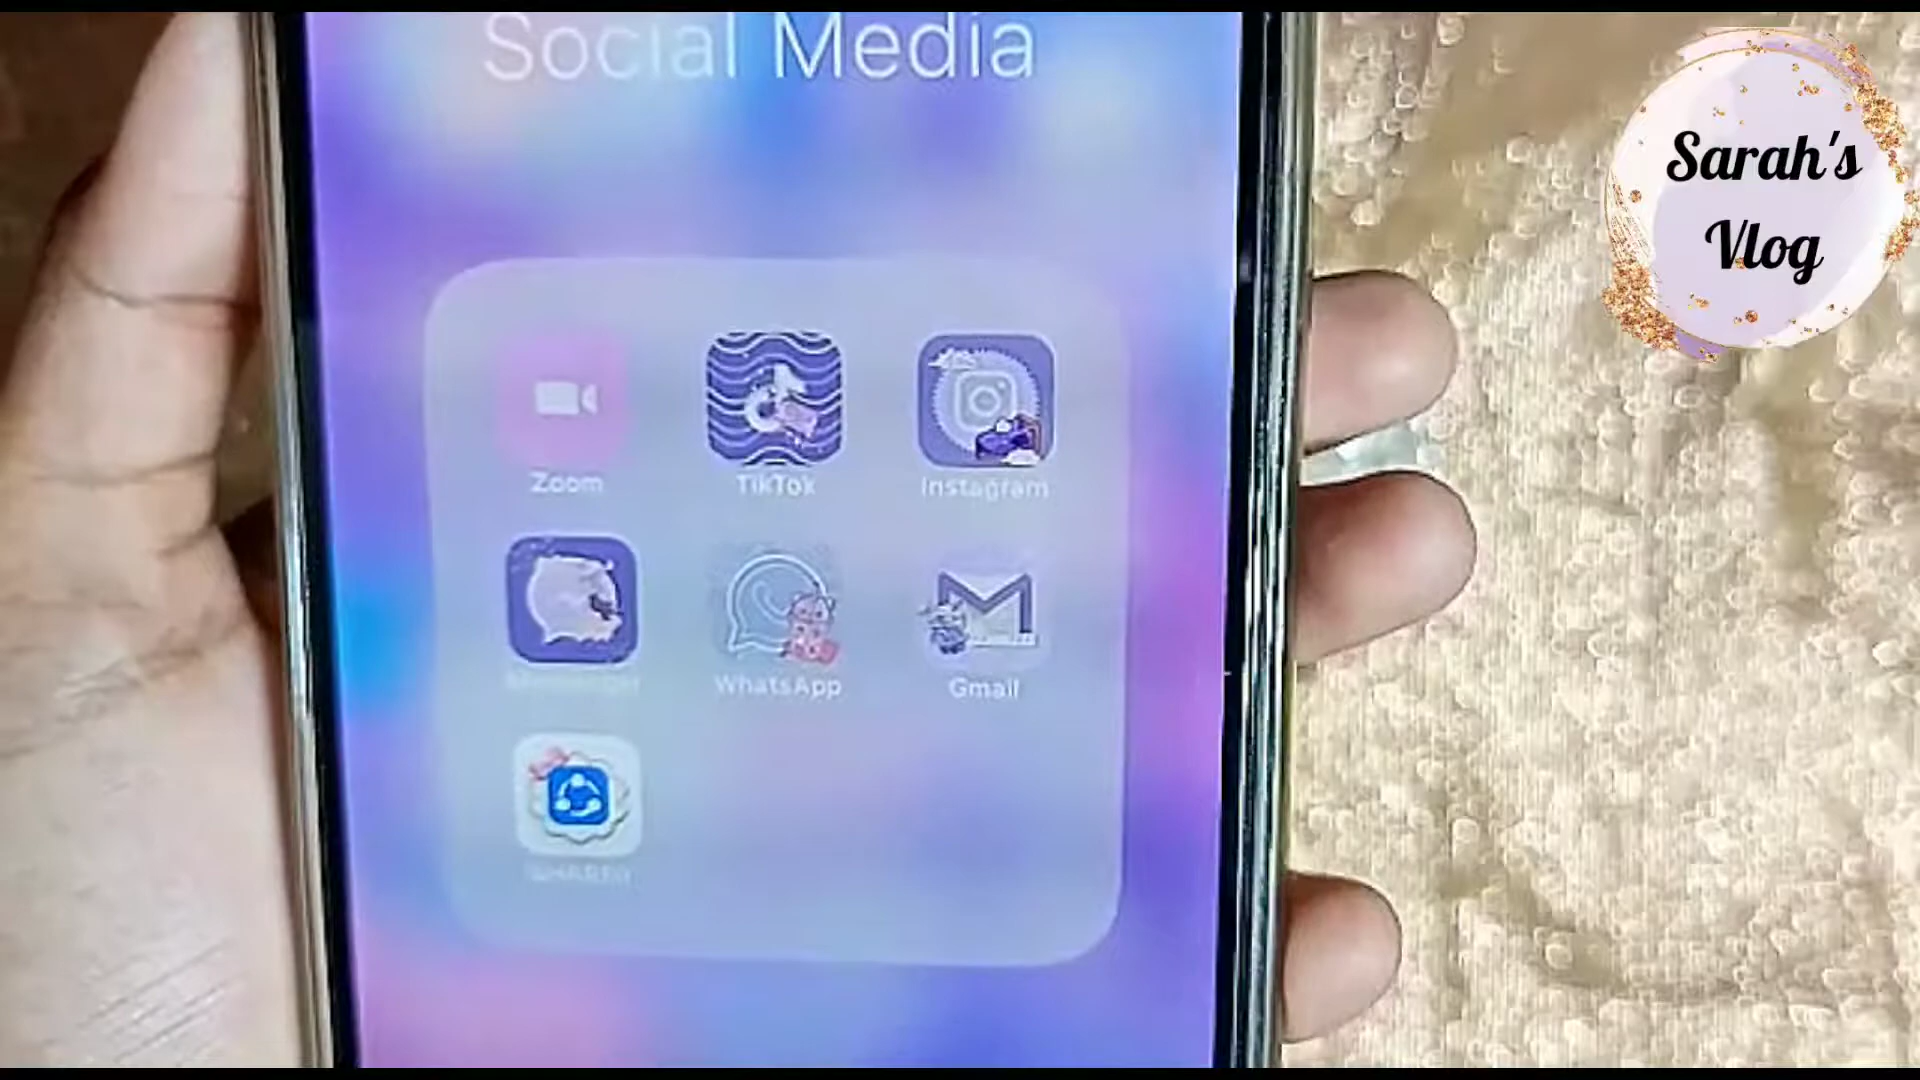 Social Media
Sarah's
Vlog
Zoom
TikTok
Instagram
WhatsApp
Gmail